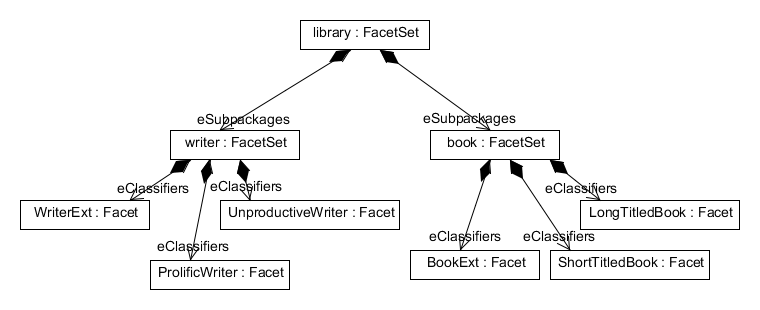 library : FacetSet
eSubpackages
eSubpackages
writer : FacetSet
book : FacetSet
eClassifiers
eClassifiers
eClassifiers
WriterExt : Facet
UnproductiveWriter : Facet
LongTitledBook : Facet
eClassifiers
eClassifiers
eClassifiers
ProlificWriter : Facet
BookExt : Facet
ShortTitledBook : Facet